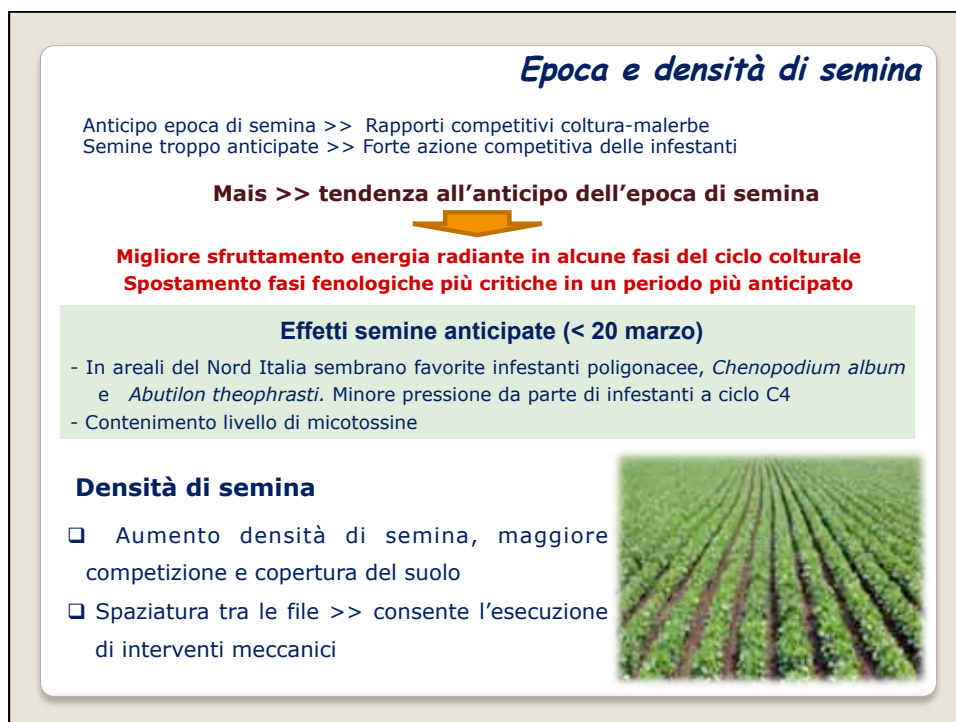 Epoca e densità di semina
Anticipo epoca di semina >> Rapporti competitivi coltura-malerbe
Semine troppo anticipate >> Forte azione competitiva delle infestanti
Mais >> tendenza all’anticipo dell’epoca di semina
Migliore sfruttamento energia radiante in alcune fasi del ciclo colturale
Spostamento fasi fenologiche più critiche in un periodo più anticipato
Effetti semine anticipate (< 20 marzo)
- In areali del Nord Italia sembrano favorite infestanti poligonacee, Chenopodium album
e Abutilon theophrasti. Minore pressione da parte di infestanti a ciclo C4
- Contenimento livello di micotossine
Densità di semina
❑ Aumento densità di semina, maggiore
competizione e copertura del suolo
❑ Spaziatura tra le file >> consente l’esecuzione
di interventi meccanici